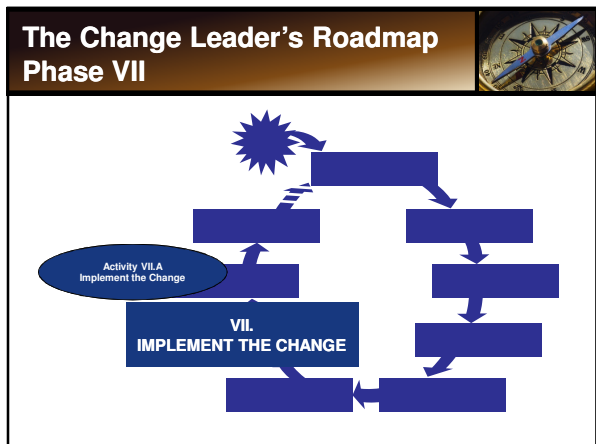 The Change Leader's Roadmap
Phase VII
Activity VII.A
Implement the Change
VII.
IMPLEMENT THE CHANGE